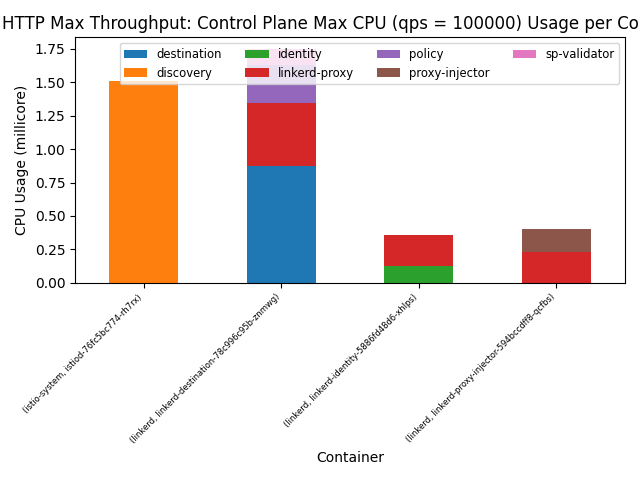 HTTP Max Throughput: Control Plane Max CPU (qps = 100000) Usage per Co
CPU Usage (millicore)
1.75
1.50
1.25
1.00
0.75
0.50
0.25
0.00
destination
discovery
identity
linkerd-proxy
policy
proxy-injector
sp-validator
(istio-system, istiod-76fc5bc774-rh7rx)
(linkerd, linkerd-destination-78c996c95b-znmwg)
(linkerd, linkerd-identity-5886fd48d6-xhlps)
(linkerd, linkerd-proxy-injector-594bccdff8-qcfbs)
Container